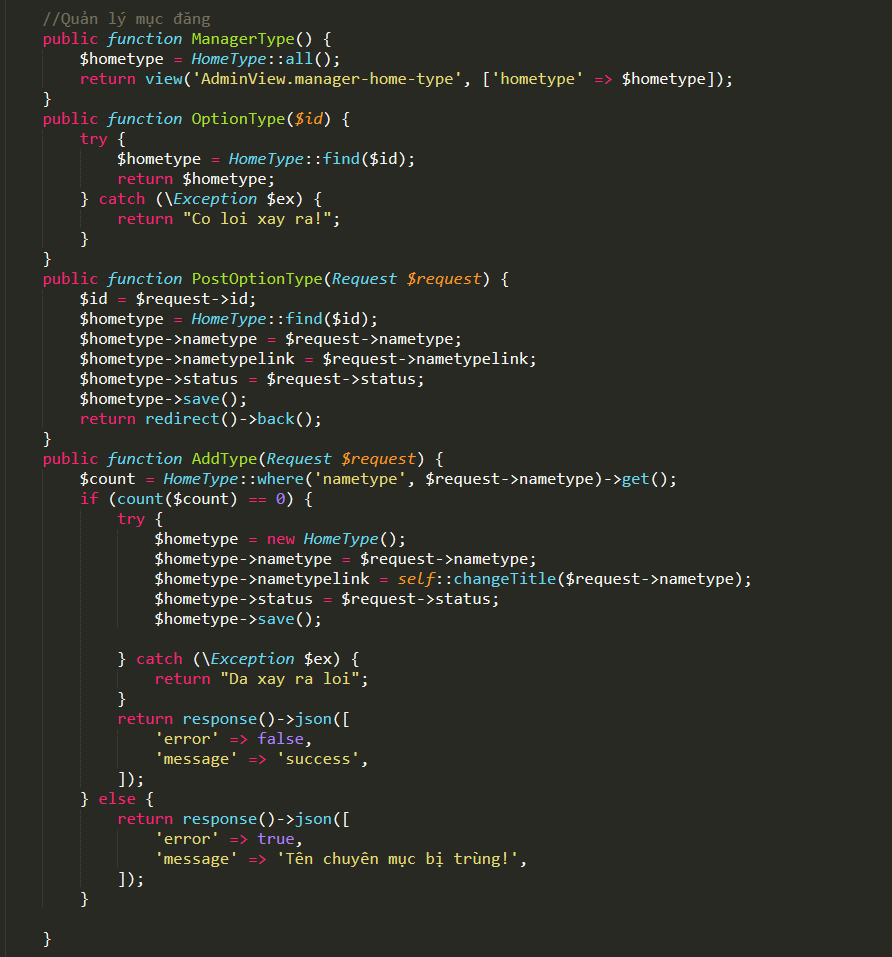 //Quản lý mục đăng
public function ManagerType() {
$hometype = HomeType::all();
return view('AdminView.manager-home-type', ['hometype' => $hometype]);
}
public function OptionType($id) {
try {
$hometype = HomeType::find($id);
return $hometype;
} catch (\Exception $ex) {
return "Co loi xay ra!";
}
}
public function PostOptionType(Request $request) {
$id = $request->id;
$hometype = HomeType::find($id);
$hometype->nametype = $request->nametype;
$hometype->nametypelink = $request->nametypelink;
$hometype->status = $request->status;
$hometype->save();
return redirect()->back();
}
public function AddType(Request $request) {
$count = HomeType::where('nametype', $request->nametype)->get();
if (count($count) == 0) {
try {
$hometype = new HomeType();
$hometype->nametype = $request->nametype;
$hometype->nametypelink = self::changeTitle($request->nametype);
$hometype->status = $request->status;
$hometype->save();
} catch (\Exception $ex) {
return "Da xay ra loi";
}
return response()->json([
'error' => false,
'message' => 'success',
]);
} else {
return response()->json([
'error' => true,
'message' => 'Tên chuyên mục bị trùng!',
]);
}
}